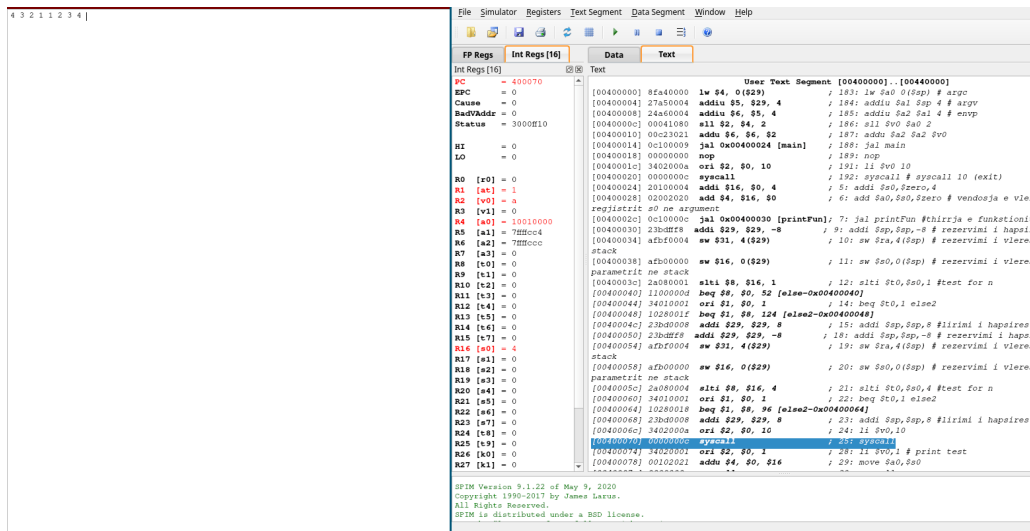 4 3 2 1 1 2 3 4
File Simulator Registers Text Segment Data Segment Window Help
FP Regs Int Regs [16] Data Text
Int Regs [16] Text
PC = 400070
EPC = 0
Cause = 0
BadVAddr = 0
Status = 3000ff10
HI = 0
LO = 0
R0 [r0] = 0
R1 [at] = 1
R2 [v0] = a
R3 [v1] = 0
R4 [a0] = 10010000
R5 [a1] = 7fffcc4
R6 [a2] = 7fffccc
R7 [a3] = 0
R8 [t0] = 0
R9 [t1] = 0
R10 [t2] = 0
R11 [t3] = 0
R12 [t4] = 0
R13 [t5] = 0
R14 [t6] = 0
R15 [t7] = 0
R16 [s0] = 4
R17 [s1] = 0
R18 [s2] = 0
R19 [s3] = 0
R20 [s4] = 0
R21 [s5] = 0
R22 [s6] = 0
R23 [s7] = 0
R24 [t8] = 0
R25 [t9] = 0
R26 [k0] = 0
R27 [k1] = 0
User Text Segment [00400000]..[00440000]
[00400000] 8fa40000 lw $4, 0($29) ; 183: lw $a0 0($sp) # argc
[00400004] 27a50004 addiu $5, $29, 4 ; 184: addiu $a1 $sp 4 # argv
[00400008] 24a60004 addiu $6, $5, 4 ; 185: addiu $a2 $a1 4 # envp
[0040000c] 00041080 sll $2, $4, 2 ; 186: sll $v0 $a0 2
[00400010] 00c23021 addu $6, $6, $2 ; 187: addu $a2 $a2 $v0
[00400014] 0c100009 jal 0x00400024 [main] ; 188: jal main
[00400018] 00000000 nop ; 189: nop
[0040001c] 3402000a ori $2, $0, 10 ; 191: li $v0 10
[00400020] 0000000c syscall ; 192: syscall # syscall 10 (exit)
[00400024] 20100004 addi $16, $0, 4 ; 5: addi $s0,$zero,4
[00400028] 02002020 add $4, $16, $0 ; 6: add $a0,$s0,$zero # vendosja e vle
regjistrit s0 ne argument
[0040002c] 0c10000c jal 0x00400030 [printFun]; 7: jal printFun #thirrja e funkstioni
[00400030] 23bdfff8 addi $29, $29, -8 ; 9: addi $sp,$sp,-8 # rezervimi i hapsir
[00400034] afbf0004 sw $31, 4($29) ; 10: sw $ra,4($sp) # rezervimi i vleres
stack
[00400038] afb00000 sw $16, 0($29) ; 11: sw $s0,0($sp) # rezervimi i vleres
parametrit ne stack
[0040003c] 2a080001 slti $8, $16, 1 ; 12: slti $t0,$s0,1 #test for n
[00400040] 1100000d beq $8, $0, 52 [else-0x00400040]
[00400044] 34010001 ori $1, $0, 1 ; 14: beq $t0,1 else2
[00400048] 1028001f beq $1, $8, 124 [else2-0x00400048]
[0040004c] 23bd0008 addi $29, $29, 8 ; 15: addi $sp,$sp,8 #lirimi i hapsires
[00400050] 23bdfff8 addi $29, $29, -8 ; 18: addi $sp,$sp,-8 # rezervimi i hapsi
[00400054] afbf0004 sw $31, 4($29) ; 19: sw $ra,4($sp) # rezervimi i vleres
stack
[00400058] afb00000 sw $16, 0($29) ; 20: sw $s0,0($sp) # rezervimi i vleres
parametrit ne stack
[0040005c] 2a080004 slti $8, $16, 4 ; 21: slti $t0,$s0,4 #test for n
[00400060] 34010001 ori $1, $0, 1 ; 22: beq $t0,1 else2
[00400064] 10280018 beq $1, $8, 96 [else2-0x00400064]
[00400068] 23bd0008 addi $29, $29, 8 ; 23: addi $sp,$sp,8 #lirimi i hapsires
[0040006c] 3402000a ori $2, $0, 10 ; 24: li $v0,10
[00400070] 0000000c syscall ; 25: syscall
[00400074] 34020001 ori $2, $0, 1 ; 28: li $v0,1 # print test
[00400078] 00102021 addu $4, $0, $16 ; 29: move $a0,$s0
SPIM Version 9.1.22 of May 9, 2020
Copyright 1990-2017 by James Larus.
All Rights Reserved.
SPIM is distributed under a BSD license.